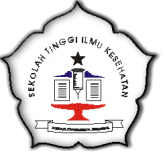 SEKOLAH TINGGI ILMU KESEHATAN